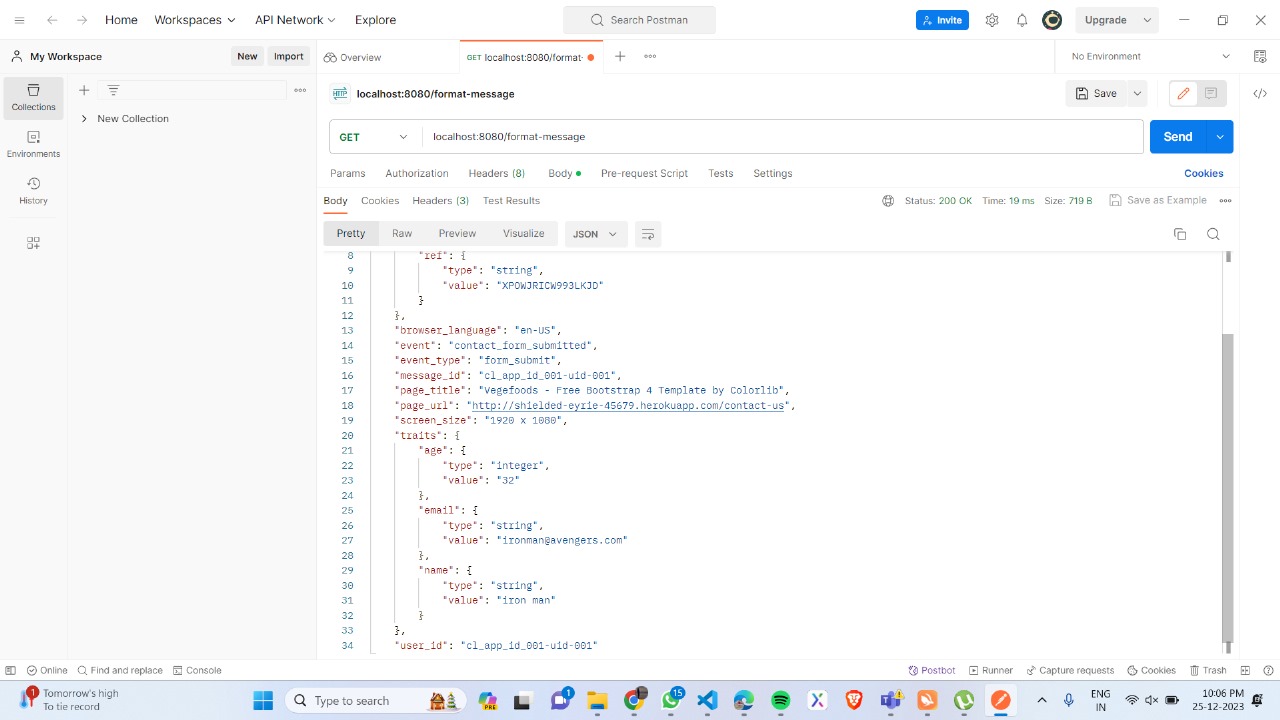 Home Workspaces API Network Explore Search Postman Invite Upgrade
My Workspace New Import Overview GET localhost:8080/format- No Environment
Collections
New Collection
Environments
History
HTTP localhost:8080/format-message Save
GET localhost:8080/format-message Send
Params Authorization Headers (8) Body Pre-request Script Tests Settings Cookies
Body Cookies Headers (3) Test Results Status: 200 OK Time: 19 ms Size: 719 B Save as Example
Pretty Raw Preview Visualize JSON
8 "ref": {
9 "type": "string",
10 "value": "XPOWJRICW993LKJD"
11 }
12 },
13 "browser_language": "en-US",
14 "event": "contact_form_submitted",
15 "event_type": "form_submit",
16 "message_id": "cl_app_id_001-uid-001",
17 "page_title": "Vegefoods - Free Bootstrap 4 Template by Colorlib",
18 "page_url": "http://shielded-eyrie-45679.herokuapp.com/contact-us",
19 "screen_size": "1920 x 1080",
20 "traits": {
21 "age": {
22 "type": "integer",
23 "value": "32"
24 },
25 "email": {
26 "type": "string",
27 "value": "ironman@avengers.com"
28 },
29 "name": {
30 "type": "string",
31 "value": "iron man"
32 }
33 },
34 "user_id": "cl_app_id_001-uid-001"
Online Find and replace Console Postbot Runner Capture requests Cookies Trash
1 Tomorrow's high
To tie record
Type to search PRE 1 15
ENG
IN
10:06 PM
25-12-2023